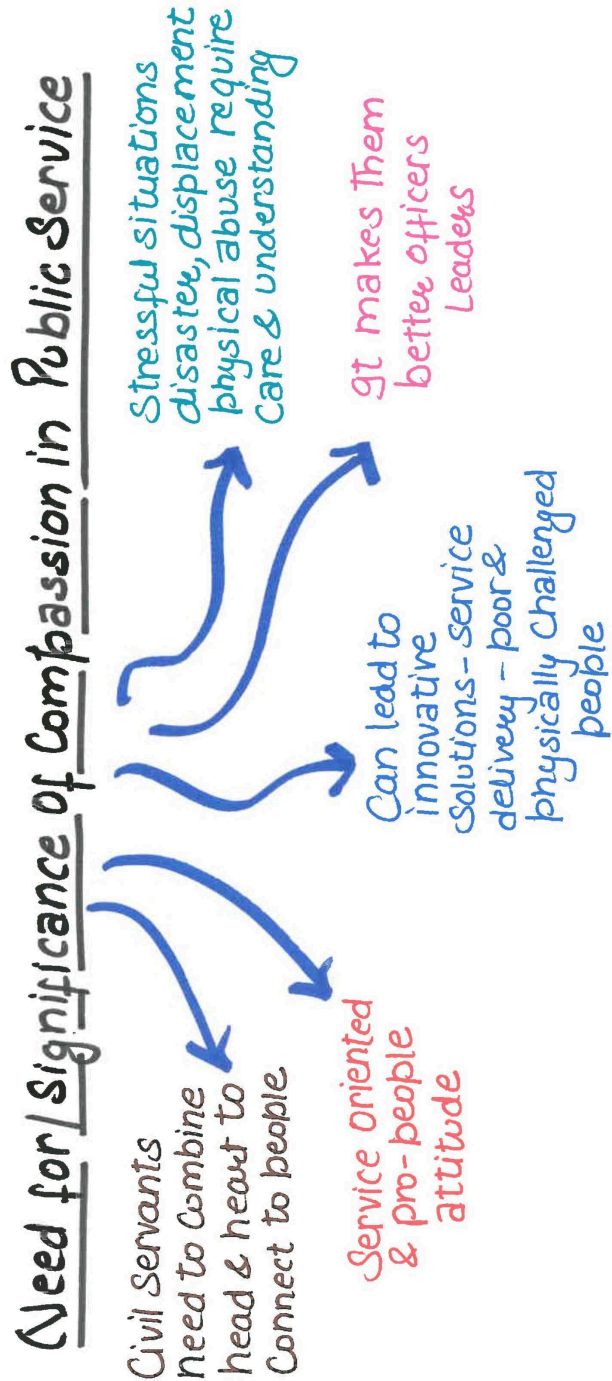 Need for/Significance of Compassion in Public Service
Civil Servants
need to combine
head & heart to
Connect to people
Service oriented
& pro-people
attitude
Can lead to
innovative
Solutions - Service
delivery - poor &
physically challenged
people
It makes Them
better officers
Leaders
Stressful situations
disaster, displacement
physical abuse require
Care & understanding